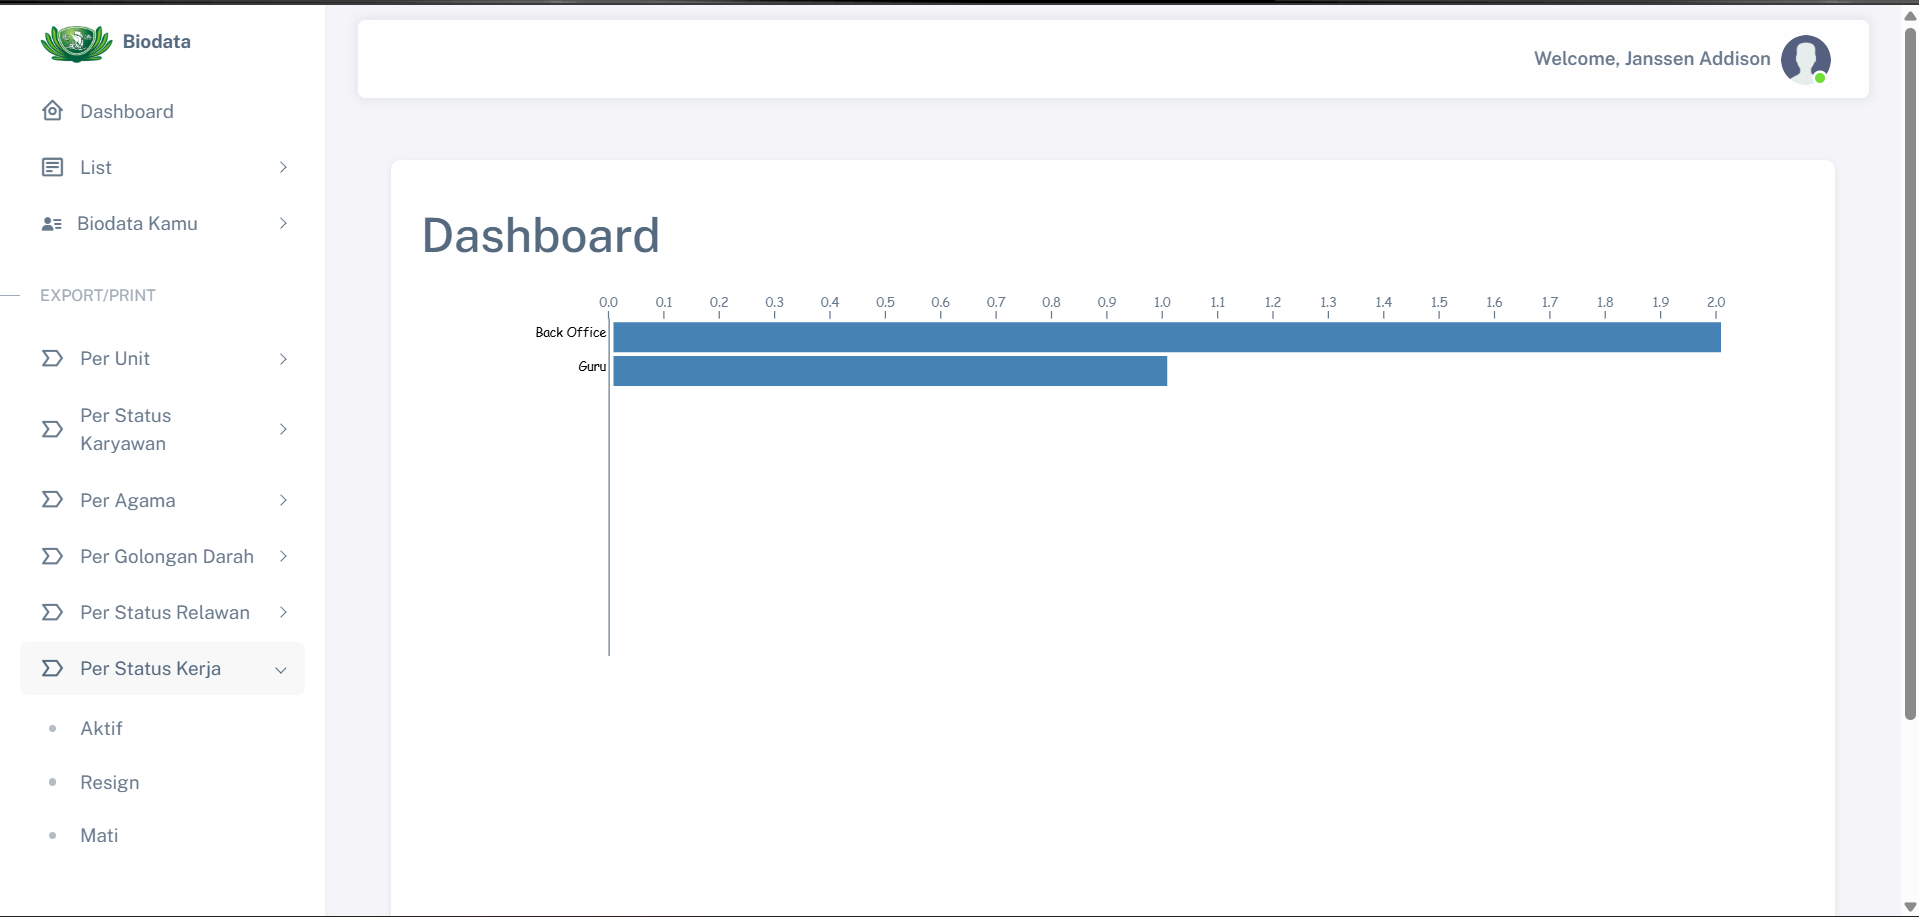 Biodata
Dashboard
List
Biodata Kamu
EXPORT/PRINT
Per Unit
Per Status
Karyawan
Per Agama
Per Golongan Darah
Per Status Relawan
Per Status Kerja
Aktif
Resign
Mati
Welcome, Janssen Addison
Dashboard
0.0 0.1 0.2 0.3 0.4 0.5 0.6 0.7 0.8 0.9 1.0 1.1 1.2 1.3 1.4 1.5 1.6 1.7 1.8 1.9 2.0
Back Office
Guru